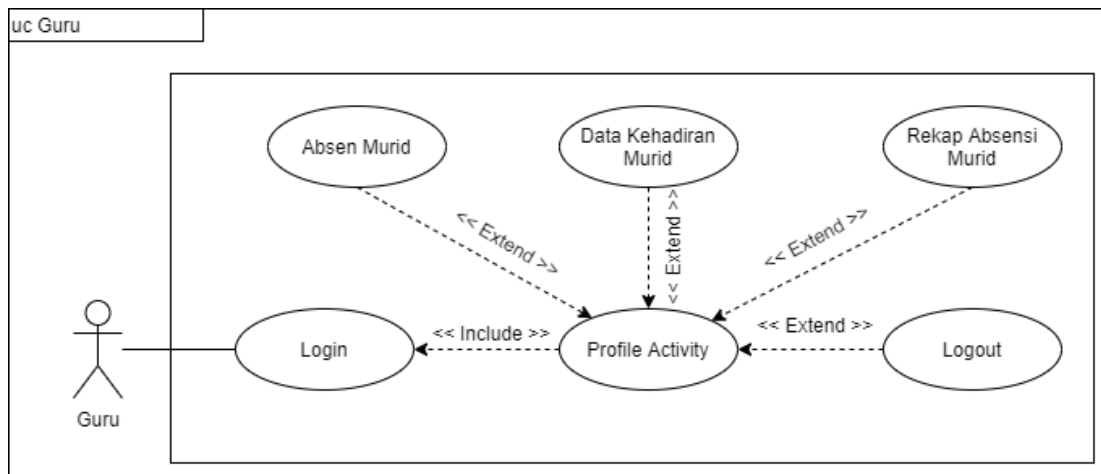 uc Guru
Absen Murid
Data Kehadiran
Murid
Rekap Absensi
Murid
<< Extend >>
<< Extend >>
<< Extend >>
Login
<< Include >>
Profile Activity
<< Extend >>
Logout
Guru